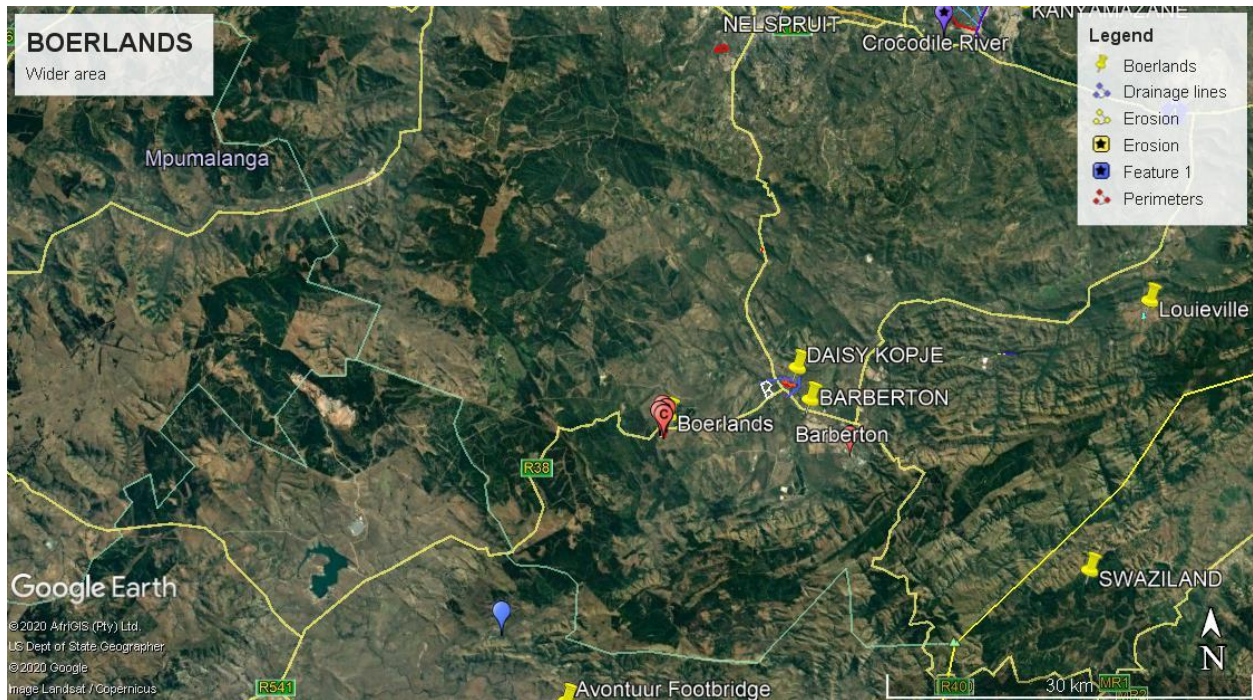 BOERLANDS
Wider area
NELSPRUIT
Crocodile River
KANYAMAZANE
Legend
Boerlands
Drainage lines
Erosion
Erosion
Feature 1
Perimeters
Mpumalanga
Louieville
DAISY KOPJE
BARBERTON
Boerlands
C
Barberton
R38
SWAZILAND
Google Earth
© 2020 AfriGIS (Pty) Ltd.
US Dept of State Geographer
© 2020 Google
Image Landsat / Copernicus
R541
Avontuur Footbridge
R40
30 km
MR1
MR2
N